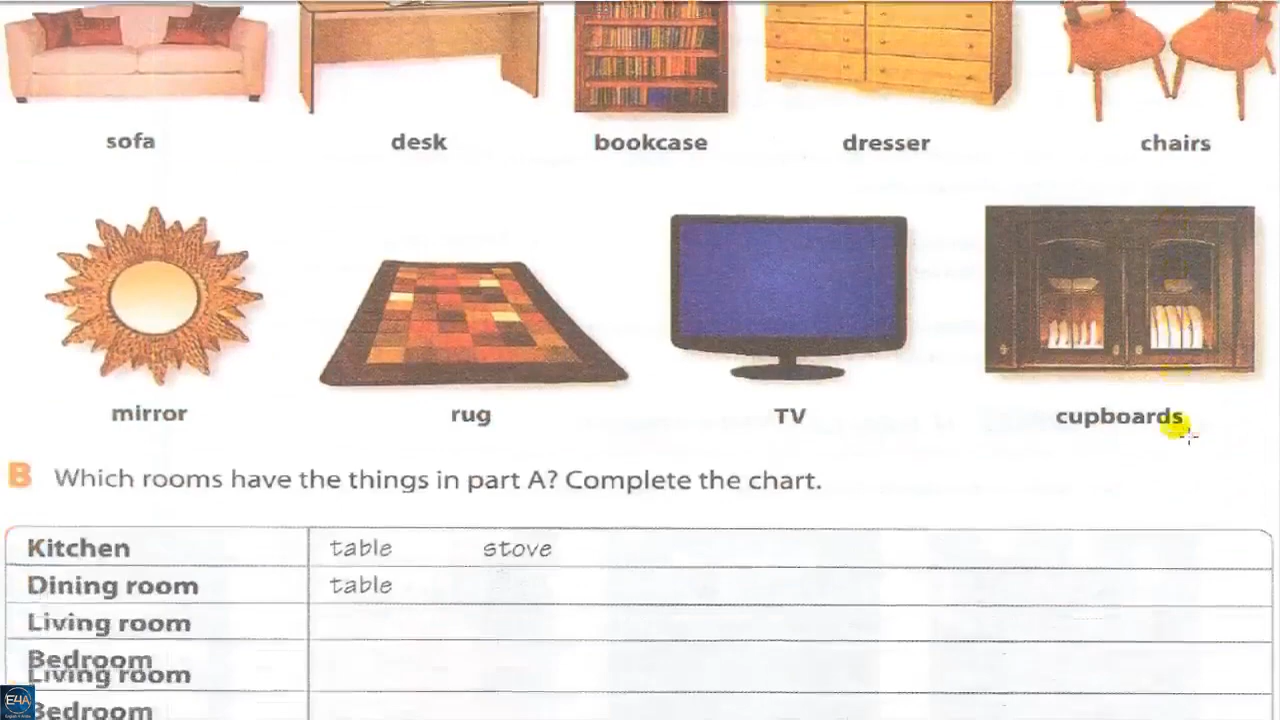 sofa desk bookcase dresser chairs
mirror rug TV cupboards
B Which rooms have the things in part A? Complete the chart.
Kitchen table stove
Dining room table
Living room
Bedroom
Living room
Bedroom
E4A